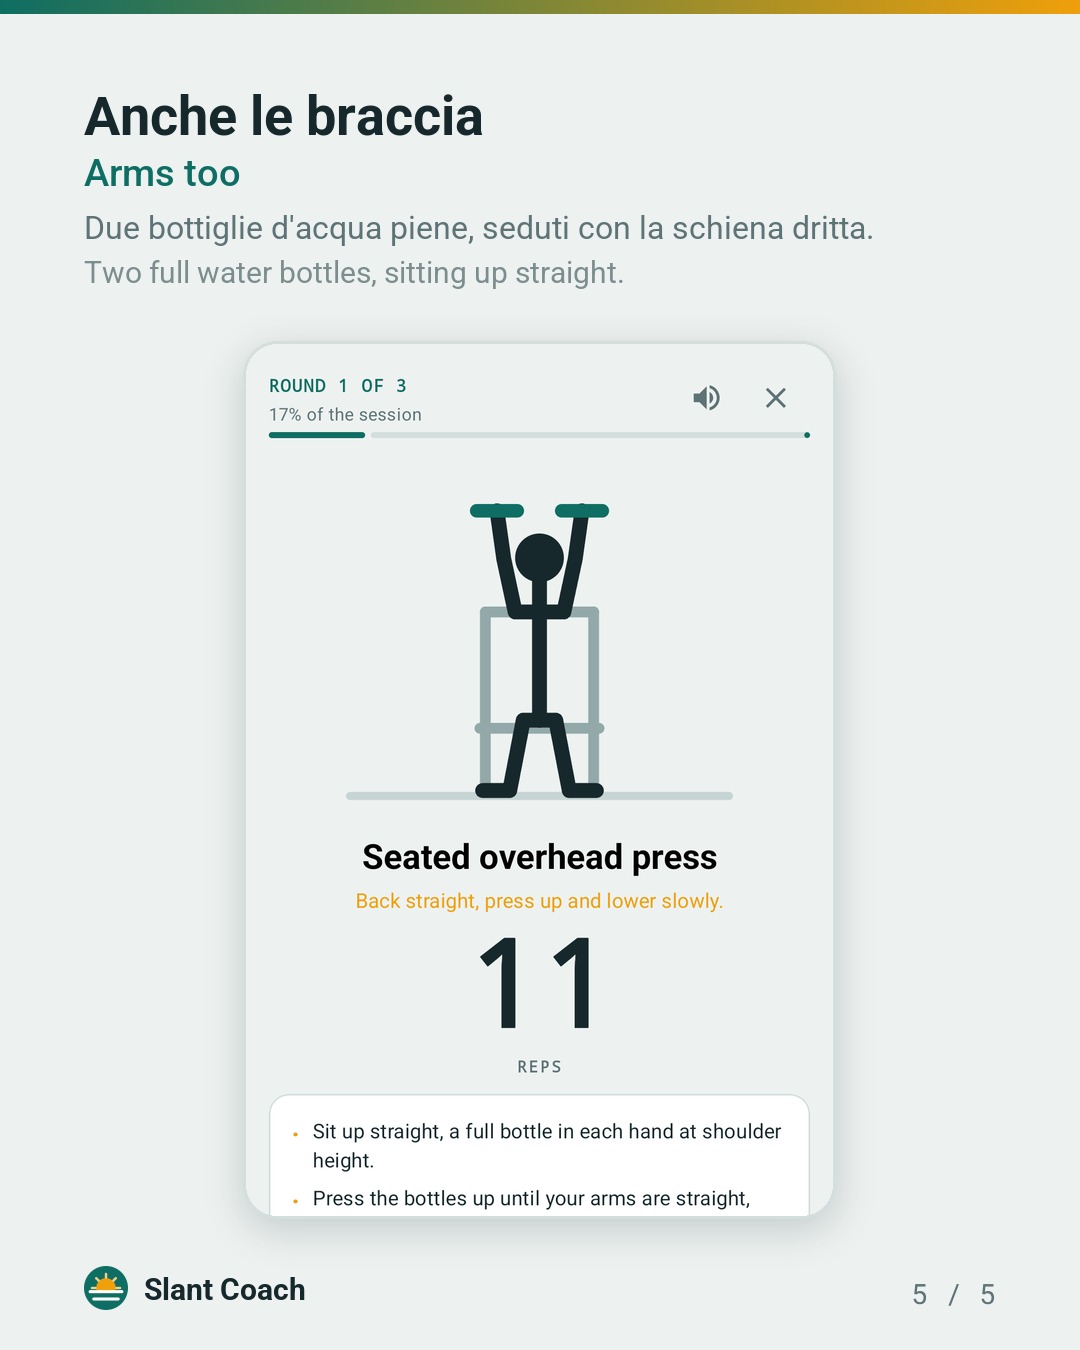 Anche le braccia
Arms too
Due bottiglie d'acqua piene, seduti con la schiena dritta.
Two full water bottles, sitting up straight.
ROUND 1 OF 3
17% of the session
Seated overhead press
Back straight, press up and lower slowly.
11
REPS
• Sit up straight, a full bottle in each hand at shoulder
height.
• Press the bottles up until your arms are straight,
Slant Coach
5 / 5